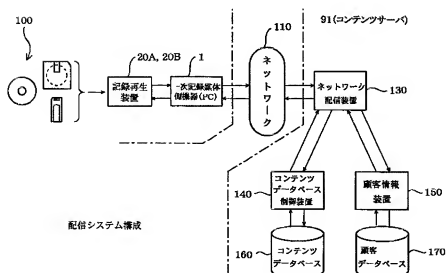 100
20A, 20B
記録再生
装置
1
一次記録媒体
保持器(PC)
110
ネットワーク
91(コンテンツサーバ)
ネットワーク
配信装置
130
コンテンツ
データベース
制御装置
140
顧客情報
装置
150
コンテンツ
データベース
160
顧客
データベース
170
配信システム構成